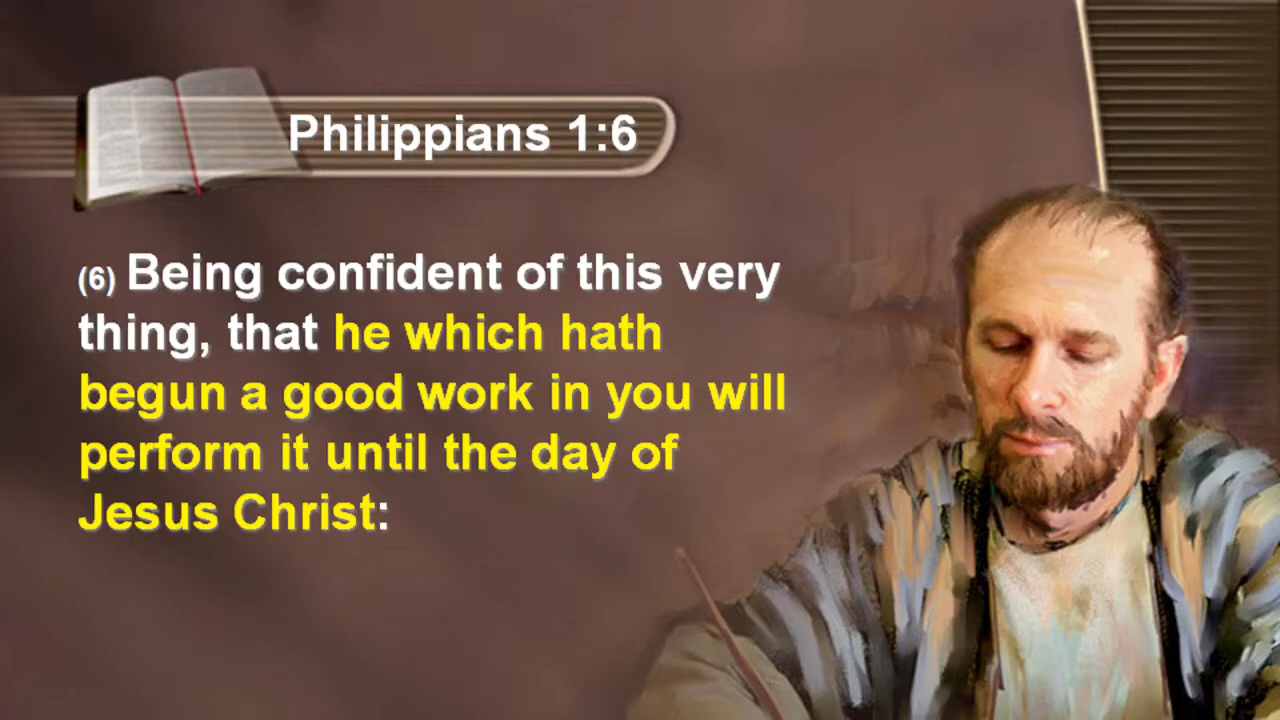 Philippians 1:6
(6) Being confident of this very
thing, that he which hath
begun a good work in you will
perform it until the day of
Jesus Christ: